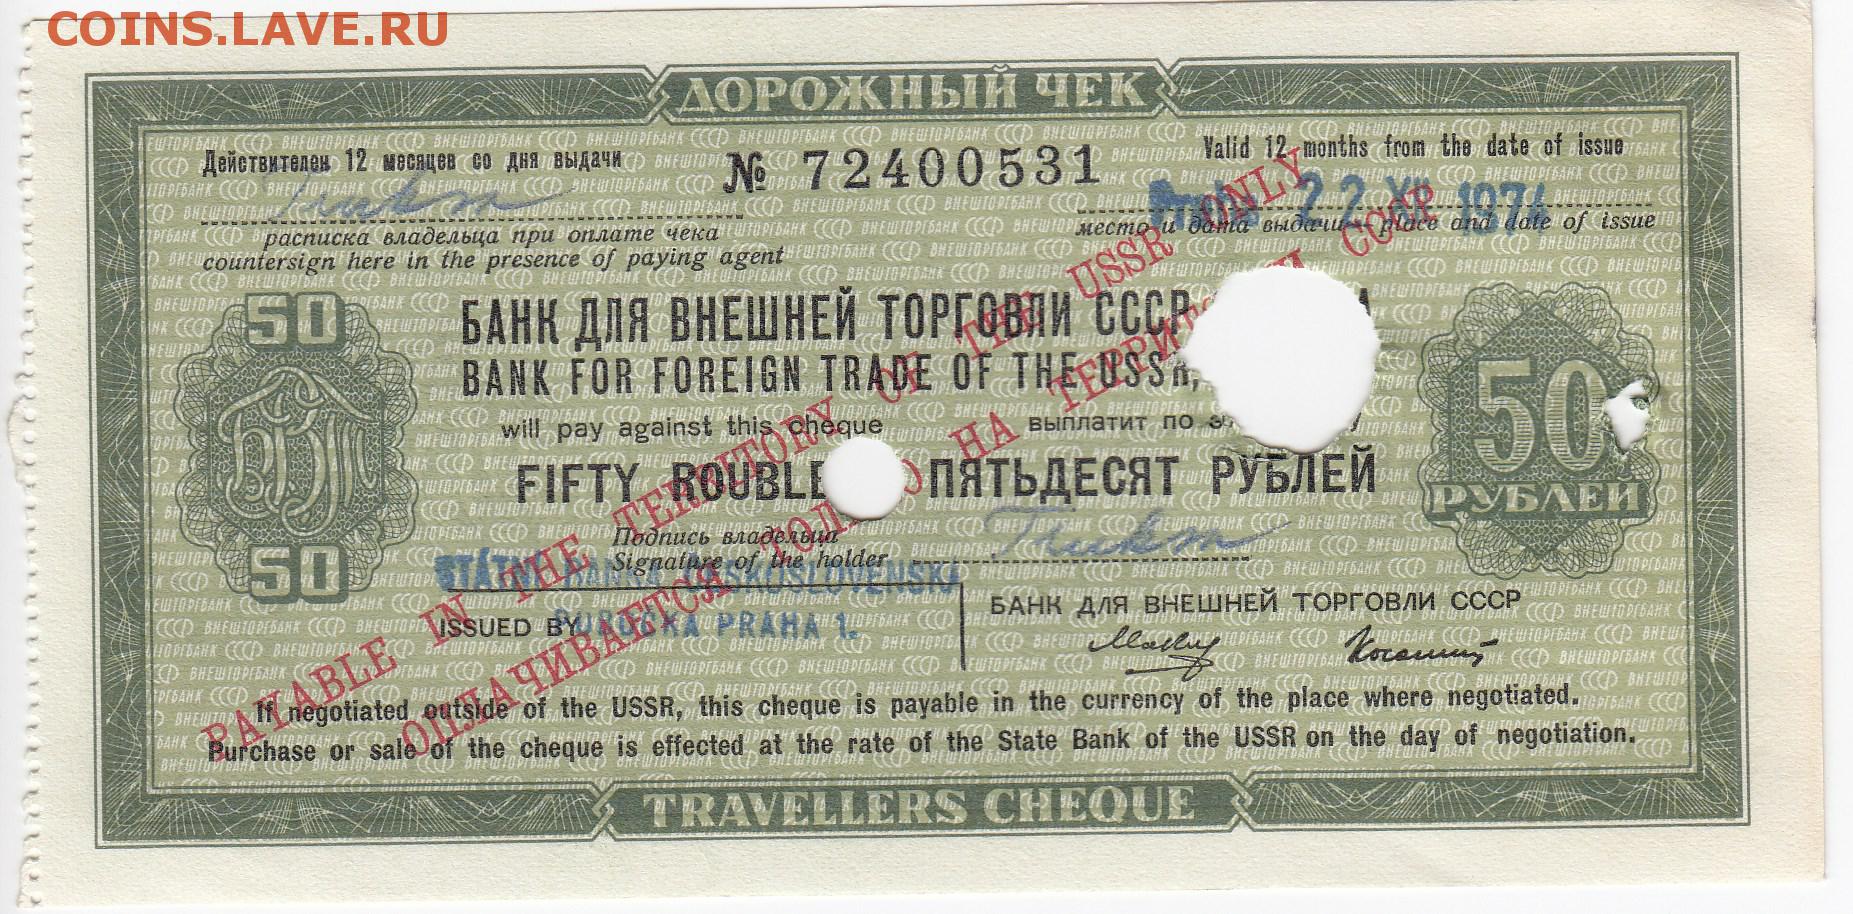 COINS.LAVE.RU
ДОРОЖНЫЙ ЧЕК
Действителен 12 месяцев со дня выдачи
№ 72400531
Valid 12 months from the date of issue
22 XII 197
расписка владельца при оплате чека
countersign here in the presence of paying agent
место и дата выдачи place and date of issue
БАНК ДЛЯ ВНЕШНЕЙ ТОРГОВЛИ СССР,
BANK FOR FOREIGN TRADE OF THE USSR,
will pay against this cheque
выплатит по
FIFTY ROUBLE
ПЯТЬДЕСЯТ РУБЛЕЙ
50
БВТ
50
50
РУБЛЕЙ
Подпись владельца
Signature of the holder
STÁTNÍ BANKA ČESKOSLOVENSKÁ
ISSUED BY
PRAHA 1.
БАНК ДЛЯ ВНЕШНЕЙ ТОРГОВЛИ СССР
PAYABLE IN THE TERRITORY OF THE USSR ONLY
ОПЛАЧИВАЕТСЯ НА СССР
If negotiated outside of the USSR, this cheque is payable in the currency of the place where negotiated.
Purchase or sale of the cheque is effected at the rate of the State Bank of the USSR on the day of negotiation.
TRAVELLERS CHEQUE